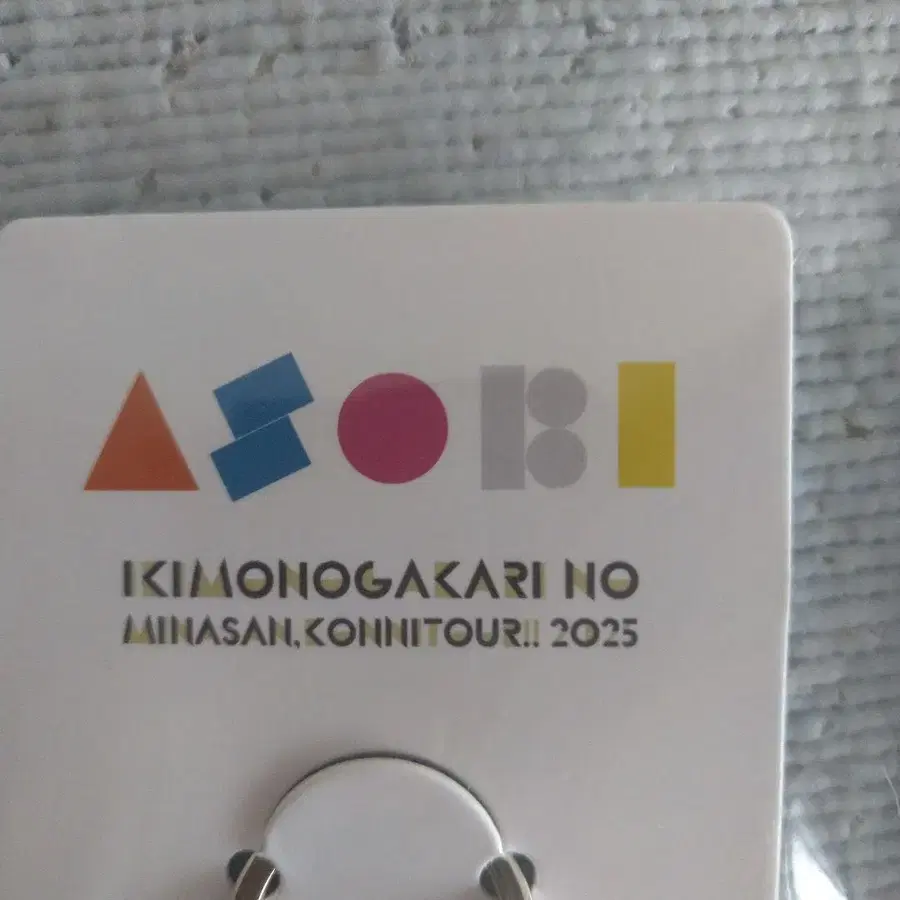 ASOBI
IKIMONOGAKARI NO
MINASAN, KONNITOUR!! 2025